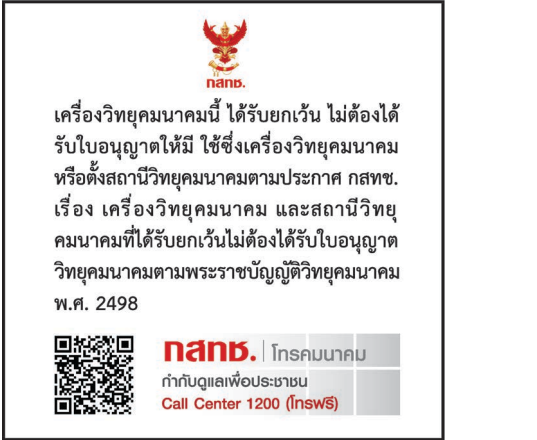 กสทช.
เครื่องวิทยุคมนาคมนี้ ได้รับยกเว้น ไม่ต้องได้
รับใบอนุญาตให้มี ใช้ซึ่งเครื่องวิทยุคมนาคม
หรือตั้งสถานีวิทยุคมนาคมตามประกาศ กสทช.
เรื่อง เครื่องวิทยุคมนาคม และสถานีวิทยุ
คมนาคมที่ได้รับยกเว้นไม่ต้องได้รับใบอนุญาต
วิทยุคมนาคมตามพระราชบัญญัติวิทยุคมนาคม
พ.ศ. 2498
กสทช. โทรคมนาคม
กำกับดูแลเพื่อประชาชน
Call Center 1200 (โทรฟรี)